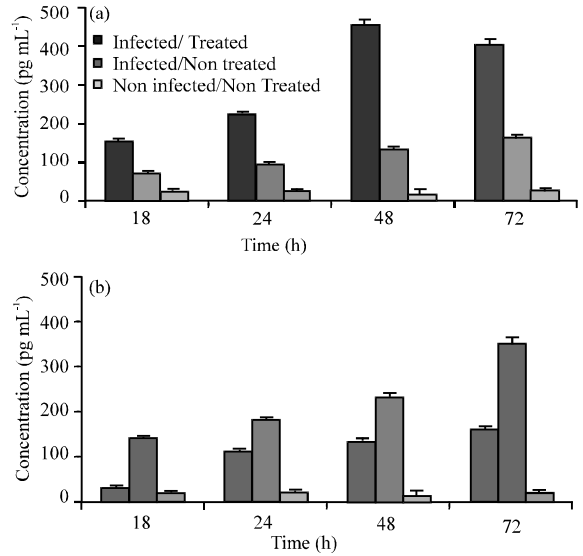 (a)
500
400
300
200
100
0
Concentration (pg mL⁻¹)
Infected/ Treated
Infected/Non treated
Non infected/Non Treated
18 24 48 72
Time (h)
(b)
500
400
300
200
100
0
Concentration (pg mL⁻¹)
18 24 48 72
Time (h)